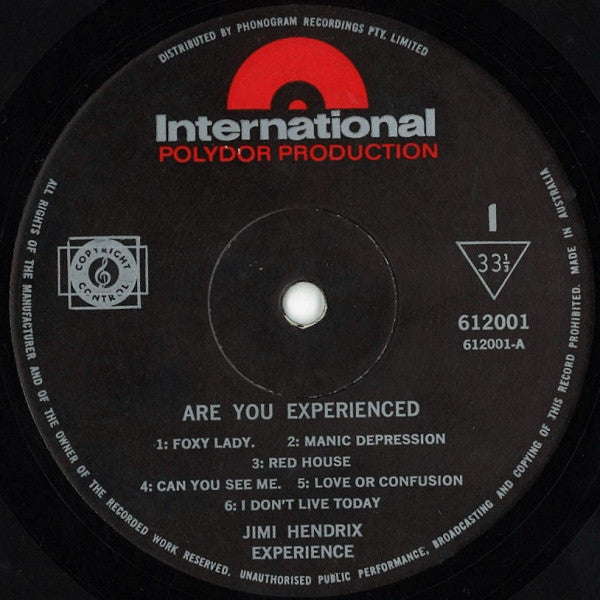 DISTRIBUTED BY PHONOGRAM RECORDINGS PTY. LIMITED
International
POLYDOR PRODUCTION
COPYRIGHT
CONTROL
1
33⅓
612001
612001-A
ARE YOU EXPERIENCED
1: FOXY LADY. 2: MANIC DEPRESSION
3: RED HOUSE
4: CAN YOU SEE ME. 5: LOVE OR CONFUSION
6: I DON'T LIVE TODAY
JIMI HENDRIX
EXPERIENCE
ALL RIGHTS OF THE MANUFACTURER AND OF THE OWNER OF THE RECORDED WORK RESERVED. UNAUTHORISED PUBLIC PERFORMANCE, BROADCASTING AND COPYING OF THIS RECORD PROHIBITED. MADE IN AUSTRALIA